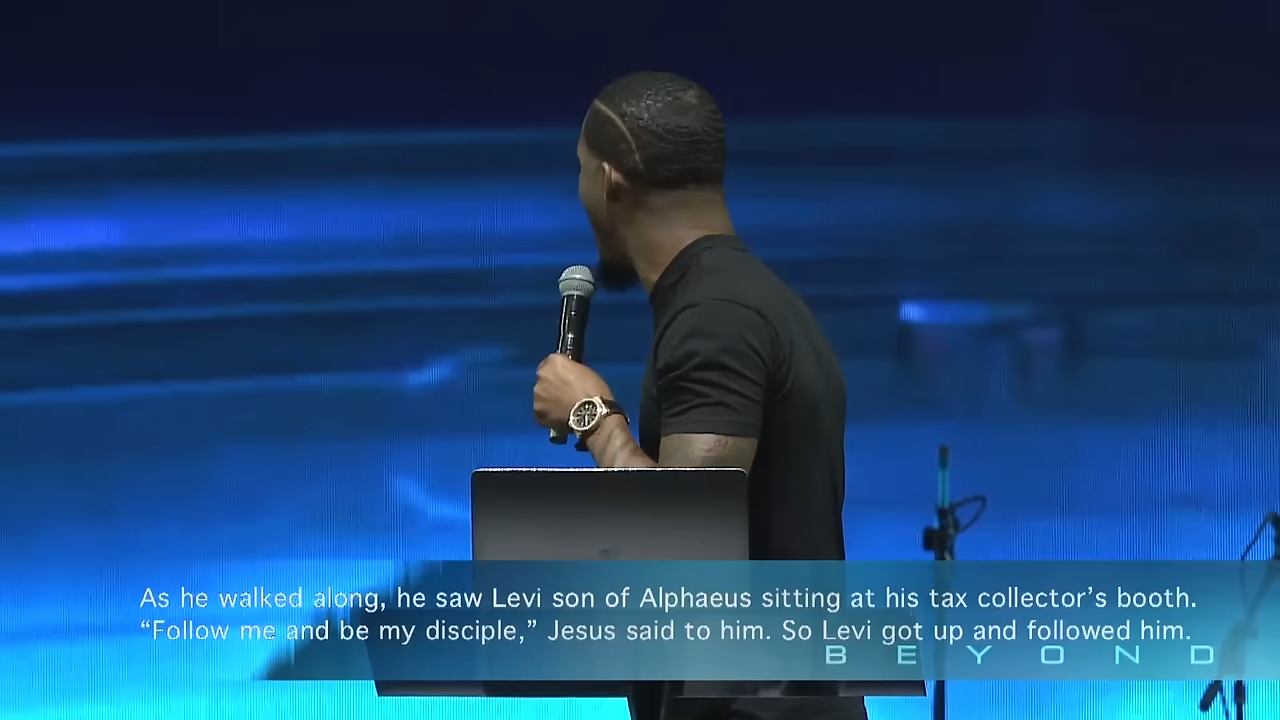 As he walked along, he saw Levi son of Alphaeus sitting at his tax collector’s booth.
“Follow me and be my disciple,” Jesus said to him. So Levi got up and followed him.
BEYOND